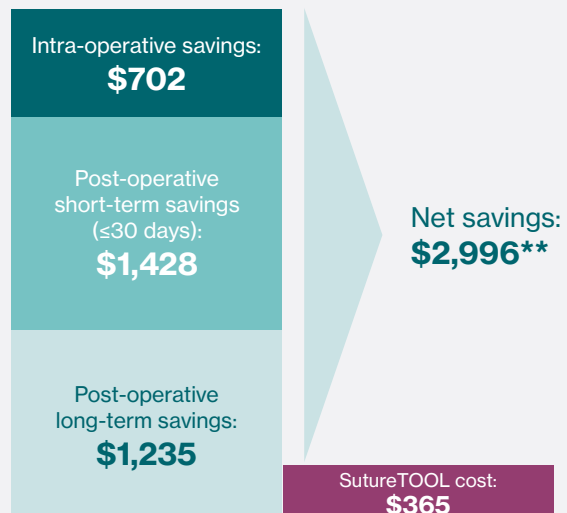 Intra-operative savings:
$702
Post-operative
short-term savings
(≤30 days):
$1,428
Net savings:
$2,996**
Post-operative
long-term savings:
$1,235
SutureTOOL cost:
$365